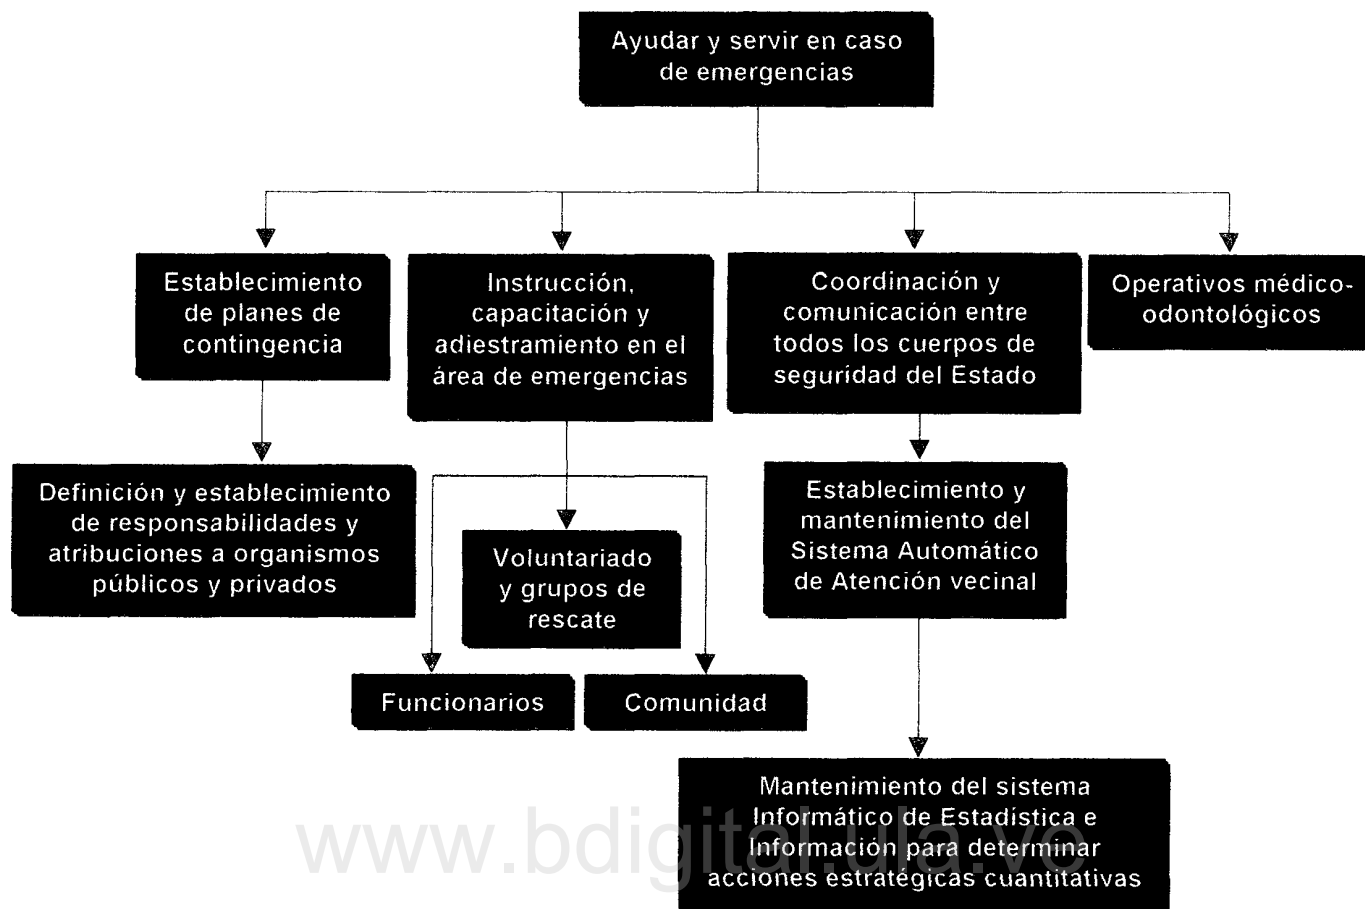 Ayudar y servir en caso
de emergencias
Establecimiento
de planes de
contingencia
Instrucción,
capacitación y
adiestramiento en el
área de emergencias
Coordinación y
comunicación entre
todos los cuerpos de
seguridad del Estado
Operativos médico-
odontológicos
Definición y establecimiento
de responsabilidades y
atribuciones a organismos
públicos y privados
Voluntariado
y grupos de
rescate
Establecimiento y
mantenimiento del
Sistema Automático
de Atención vecinal
Funcionarios
Comunidad
Mantenimiento del sistema
Informático de Estadística e
Información para determinar
acciones estratégicas cuantitativas
www.bdigital.ula.ve